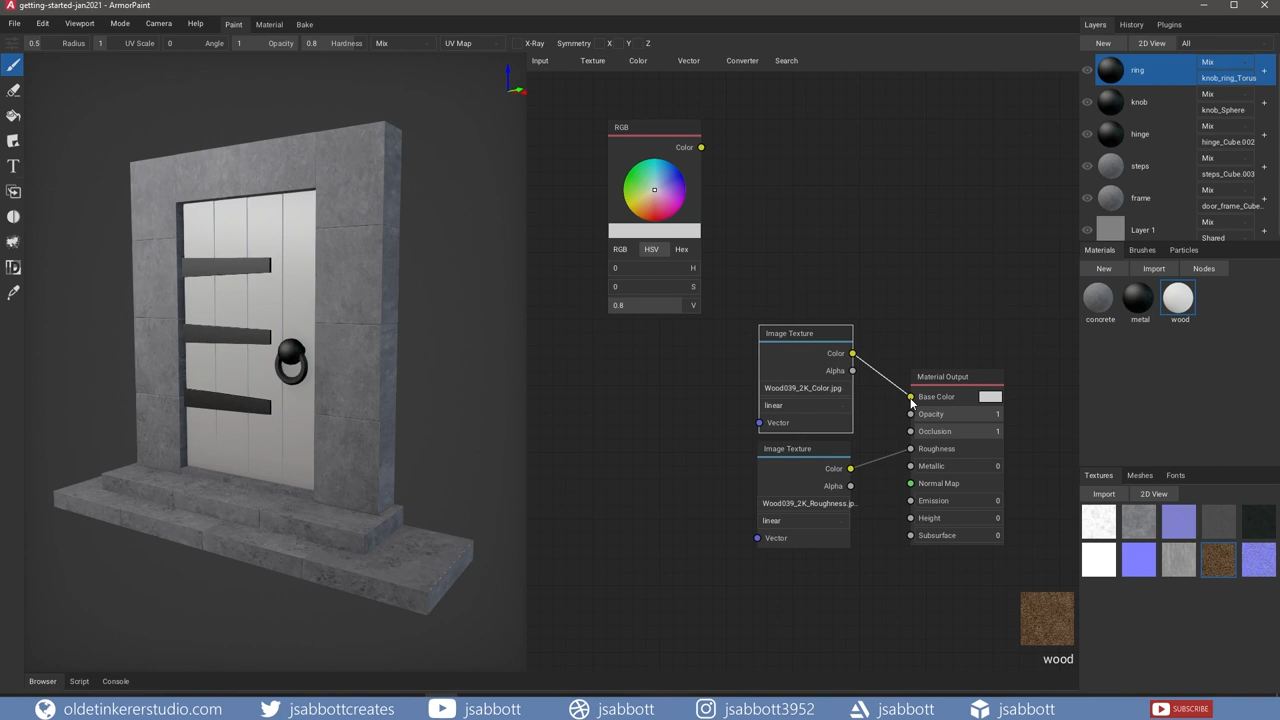 getting-started-jan2021 - ArmorPaint
File Edit Viewport Mode Camera Help Paint Material Bake
0.5 Radius 1 UV Scale 0 Angle 1 Opacity 0.8 Hardness Mix UV Map X-Ray Symmetry X Y Z
Input Texture Color Vector Converter Search
RGB
Color
RGB HSV Hex
0 H
0 S
0.8 V
Image Texture
Color
Alpha
Wood039_2K_Color.jpg
linear
Vector
Image Texture
Color
Alpha
Wood039_2K_Roughness.jp..
linear
Vector
Material Output
Base Color
Opacity 1
Occlusion 1
Roughness
Metallic 0
Normal Map
Emission 0
Height 0
Subsurface 0
wood
Layers History Plugins
New 2D View All
ring Mix knob_ring_Torus
knob Mix knob_Sphere
hinge Mix hinge_Cube.002
steps Mix steps_Cube.003
frame Mix door_frame_Cube..
Layer 1 Mix Shared
Materials Brushes Particles
New Import Nodes
concrete metal wood
Textures Meshes Fonts
Import 2D View
Browser Script Console
oldetinkererstudio.com jsabbottcreates jsabbott jsabbott jsabbott3952 jsabbott jsabbott SUBSCRIBE